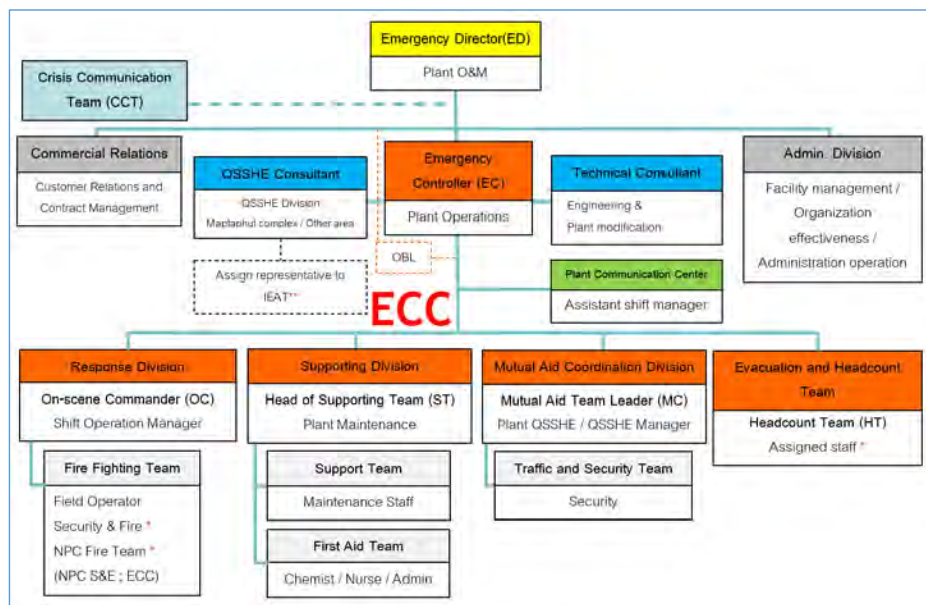 Emergency Director(ED)
Plant O&M
Crisis Communication
Team (CCT)
Commercial Relations
Customer Relations and
Contract Management
QSSHE Consultant
QSSHE Division
Maptaphut complex / Other area
Assign representative to
IEAT**
Emergency
Controller (EC)
Plant Operations
OBL
Technical Consultant
Engineering &
Plant modification
Admin. Division
Facility management /
Organization
effectiveness /
Administration operation
Plant Communication Center
Assistant shift manager
ECC
Response Division
On-scene Commander (OC)
Shift Operation Manager
Fire Fighting Team
Field Operator
Security & Fire *
NPC Fire Team *
(NPC S&E ; ECC)
Supporting Division
Head of Supporting Team (ST)
Plant Maintenance
Support Team
Maintenance Staff
First Aid Team
Chemist / Nurse / Admin
Mutual Aid Coordination Division
Mutual Aid Team Leader (MC)
Plant QSSHE / QSSHE Manager
Traffic and Security Team
Security
Evacuation and Headcount
Team
Headcount Team (HT)
Assigned staff *